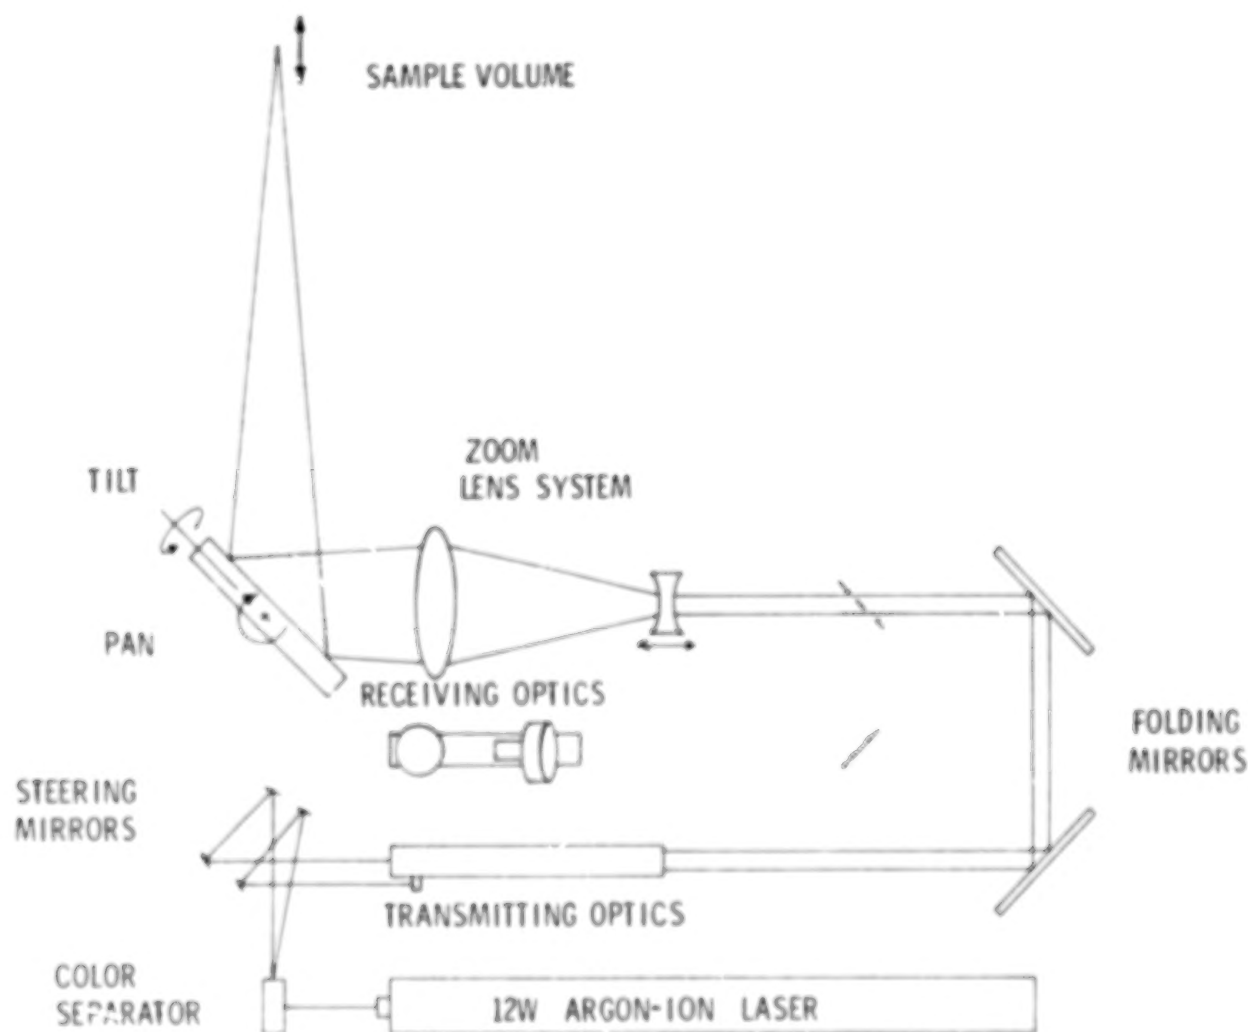 SAMPLE VOLUME
ZOOM
LENS SYSTEM
TILT
PAN
RECEIVING OPTICS
FOLDING
MIRRORS
STEERING
MIRRORS
TRANSMITTING OPTICS
COLOR
SEPARATOR
12W ARGON-ION LASER